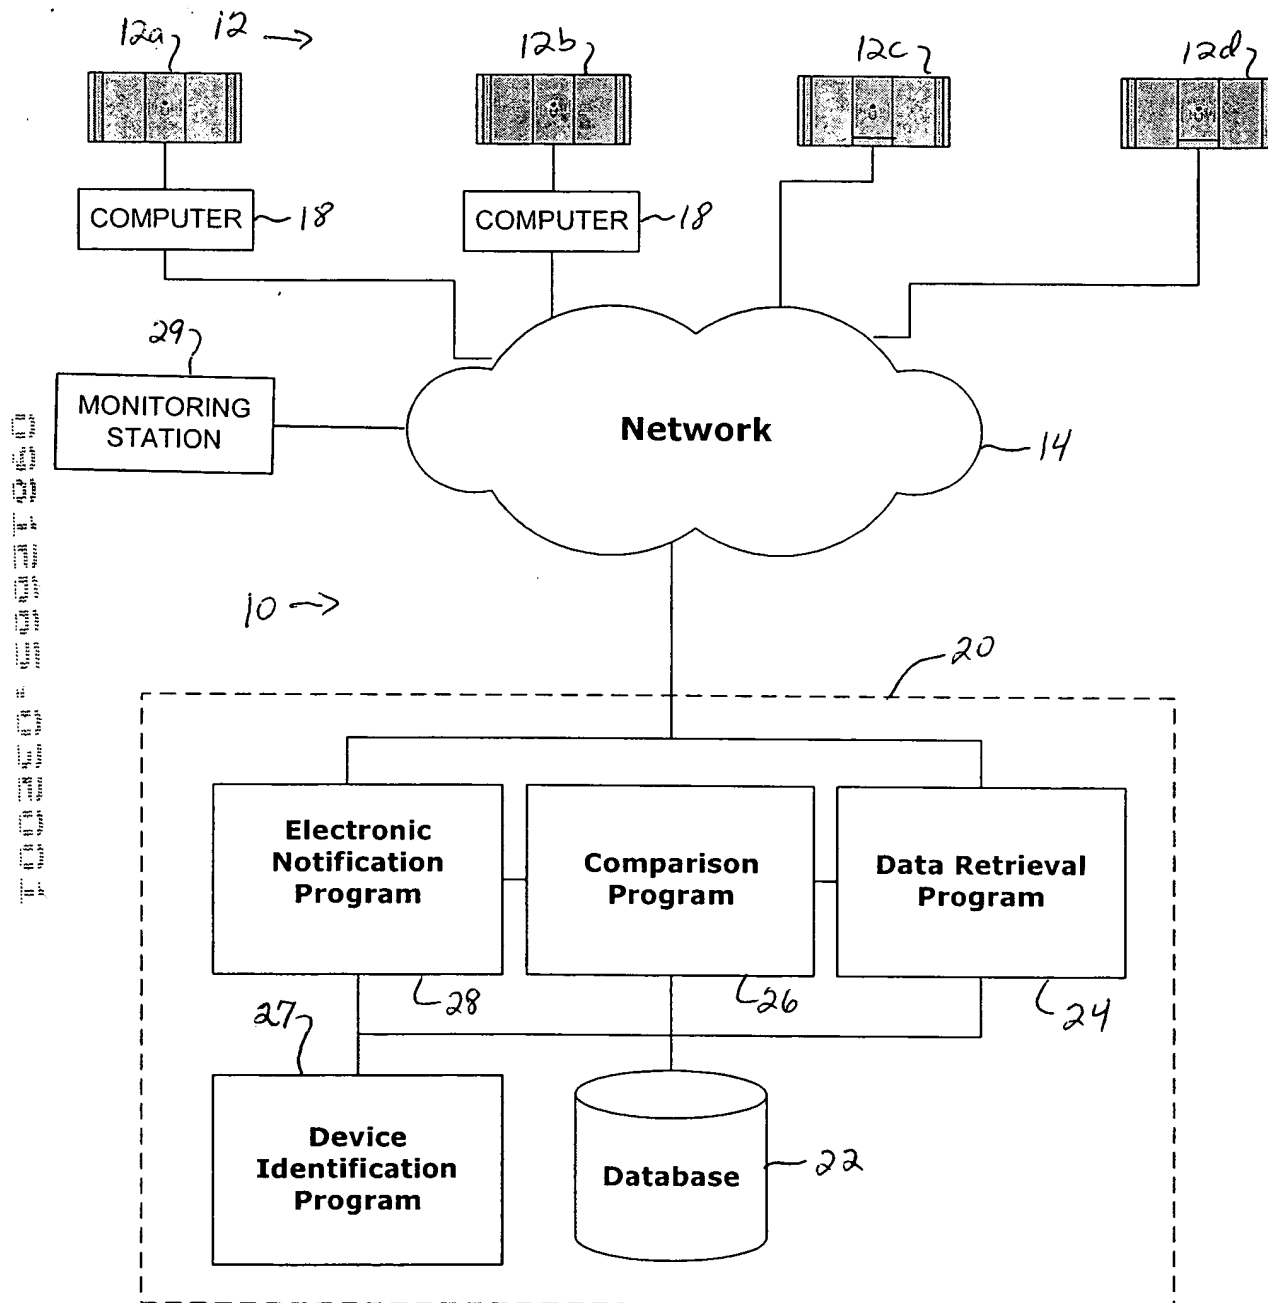 12a 12 → 12b 12c 12d
COMPUTER 18 COMPUTER 18
29
MONITORING
STATION
Network
14
10 →
20
Electronic
Notification
Program
Comparison
Program
Data Retrieval
Program
28 26 24
27
Device
Identification
Program
Database
22